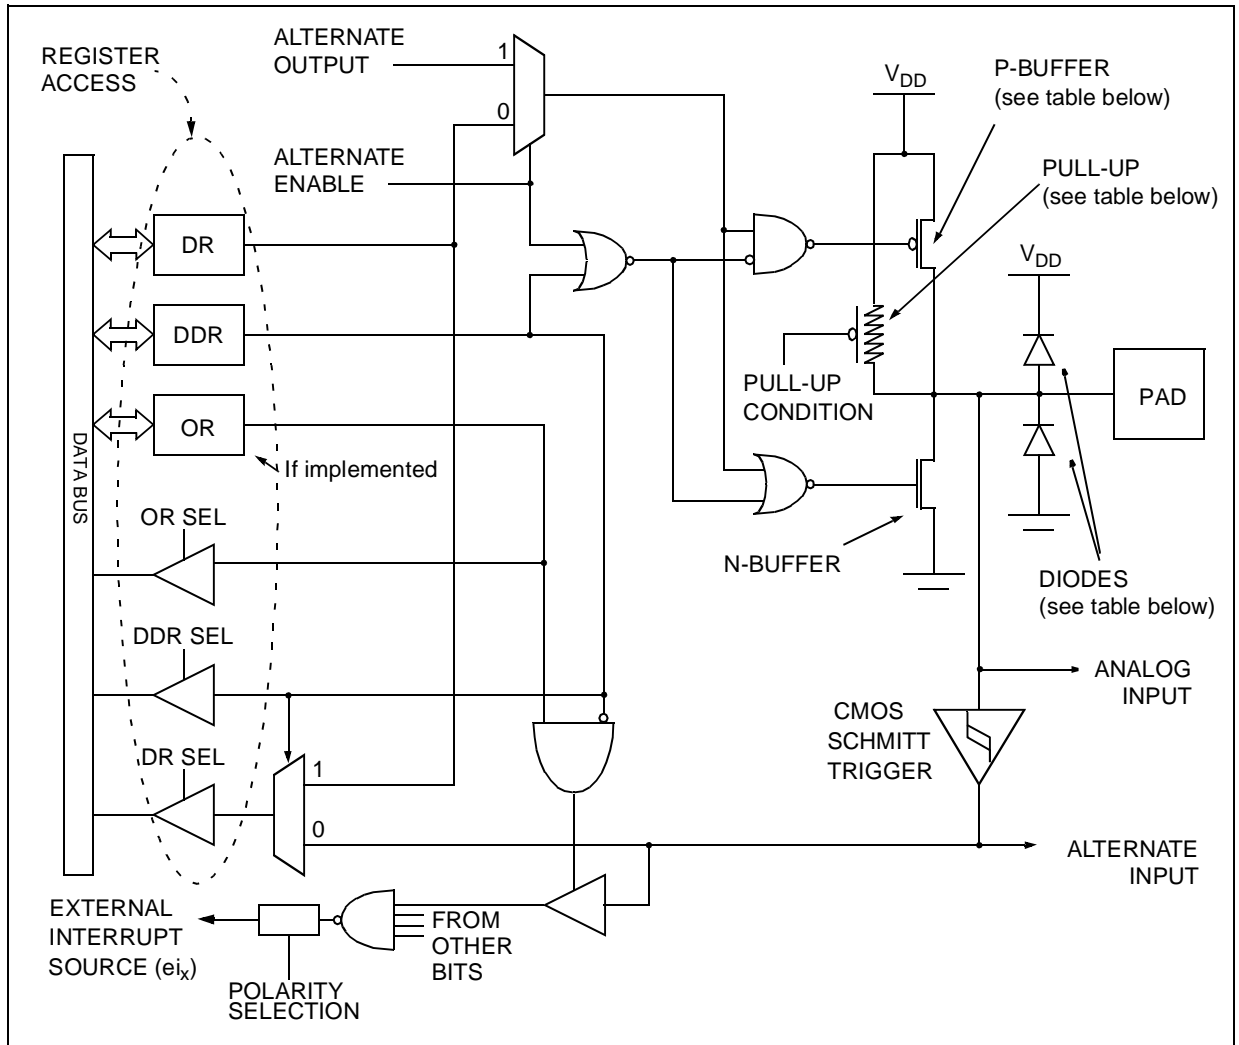 REGISTER
ACCESS
ALTERNATE
OUTPUT
1
0
ALTERNATE
ENABLE
VDD
P-BUFFER
(see table below)
PULL-UP
(see table below)
DR
DDR
OR
If implemented
DATA BUS
VDD
PULL-UP
CONDITION
PAD
N-BUFFER
DIODES
(see table below)
OR SEL
DDR SEL
DR SEL
1
0
ANALOG
INPUT
CMOS
SCHMITT
TRIGGER
ALTERNATE
INPUT
EXTERNAL
INTERRUPT
SOURCE (eix)
POLARITY
SELECTION
FROM
OTHER
BITS